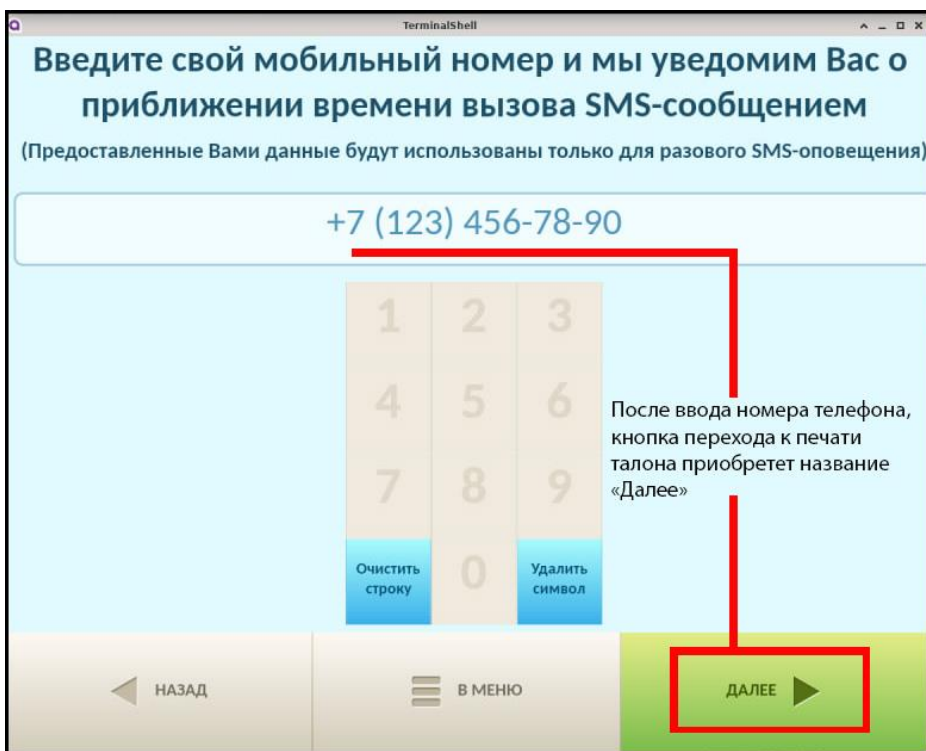 TerminalShell
Введите свой мобильный номер и мы уведомим Вас о
приближении времени вызова SMS-сообщением
(Предоставленные Вами данные будут использованы только для разового SMS-оповещения)
+7 (123) 456-78-90
1 2 3
4 5 6
7 8 9
Очистить
строку
0
Удалить
символ
После ввода номера телефона,
кнопка перехода к печати
талона приобретет название
«Далее»
НАЗАД
В МЕНЮ
ДАЛЕЕ